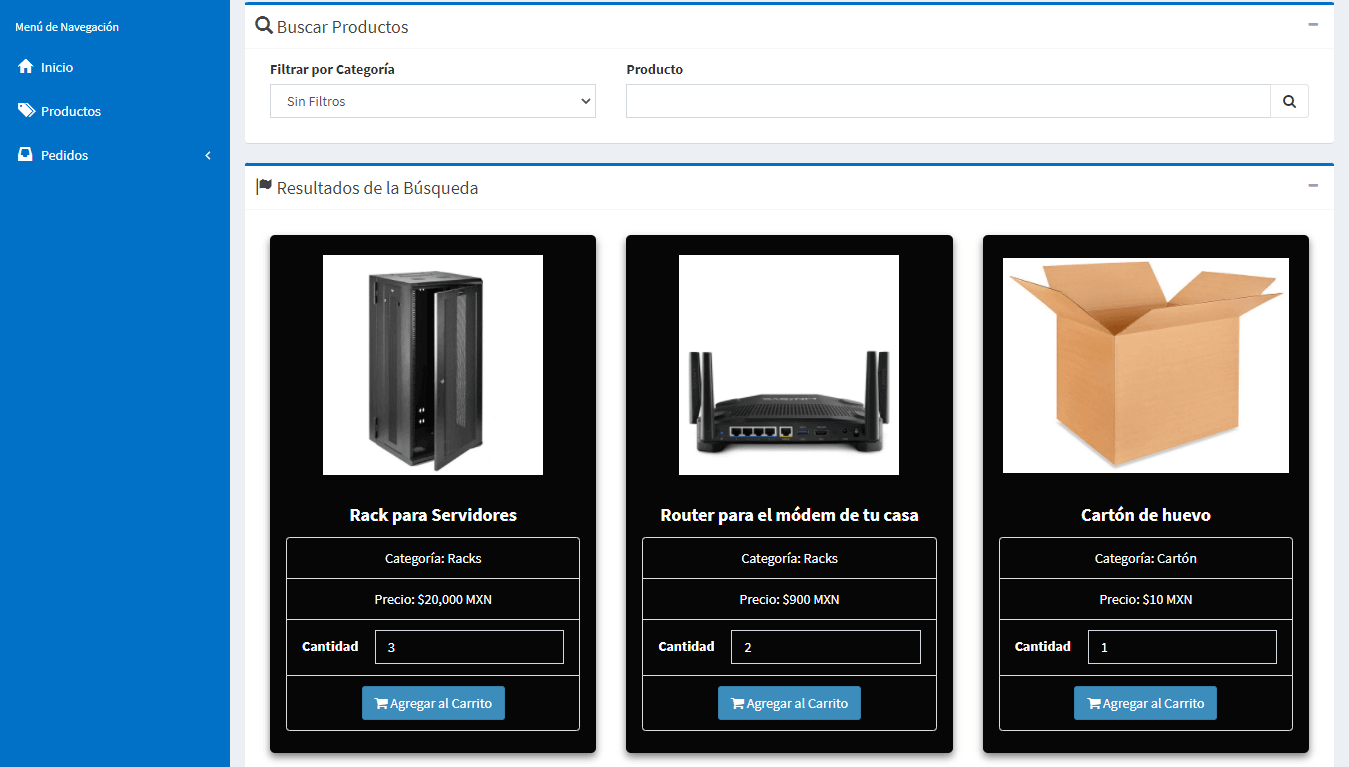 Menú de Navegación
Inicio
Productos
Pedidos
Buscar Productos
Filtrar por Categoría
Sin Filtros
Producto
Resultados de la Búsqueda
Rack para Servidores
Categoría: Racks
Precio: $20,000 MXN
Cantidad 3
Agregar al Carrito
Router para el módem de tu casa
Categoría: Racks
Precio: $900 MXN
Cantidad 2
Agregar al Carrito
Cartón de huevo
Categoría: Cartón
Precio: $10 MXN
Cantidad 1
Agregar al Carrito